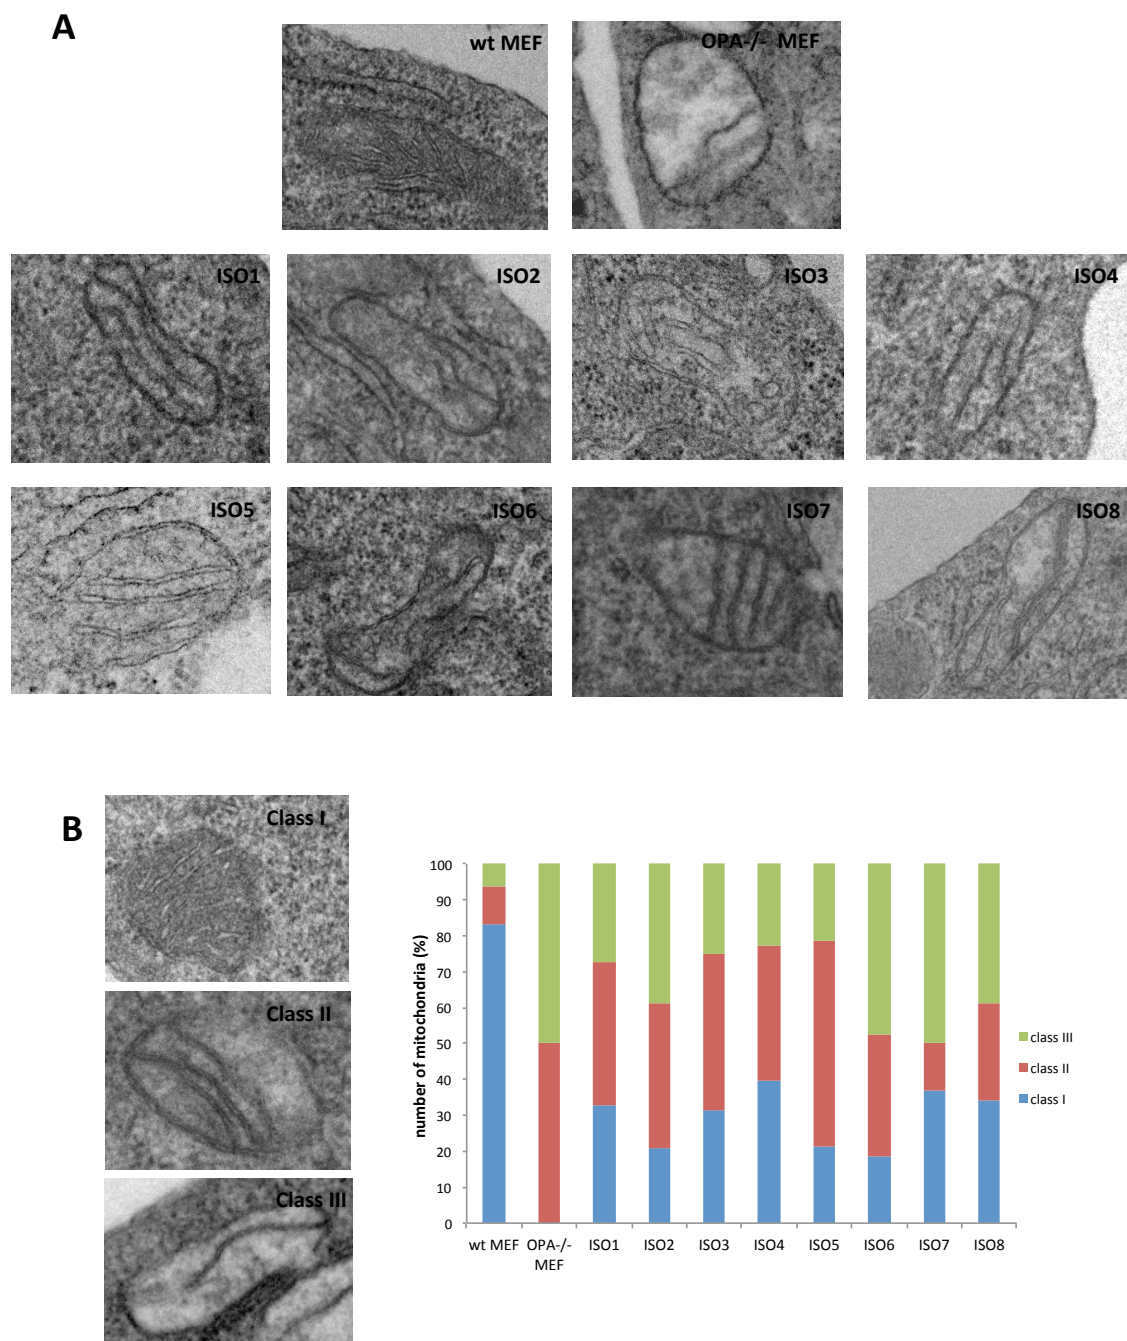 A
wt MEF
OPA-/- MEF
ISO1
ISO2
ISO3
ISO4
ISO5
ISO6
ISO7
ISO8
B
Class I
Class II
Class III
number of mitochondria (%)
100
90
80
70
60
50
40
30
20
10
0
wt MEF
OPA-/-
MEF
ISO1
ISO2
ISO3
ISO4
ISO5
ISO6
ISO7
ISO8
class III
class II
class I